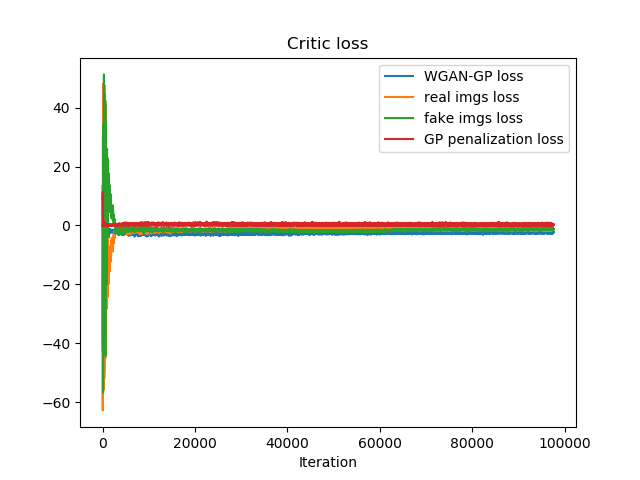 Critic loss
WGAN-GP loss
real imgs loss
fake imgs loss
GP penalization loss
40
20
0
−20
−40
−60
0 20000 40000 60000 80000 100000
Iteration